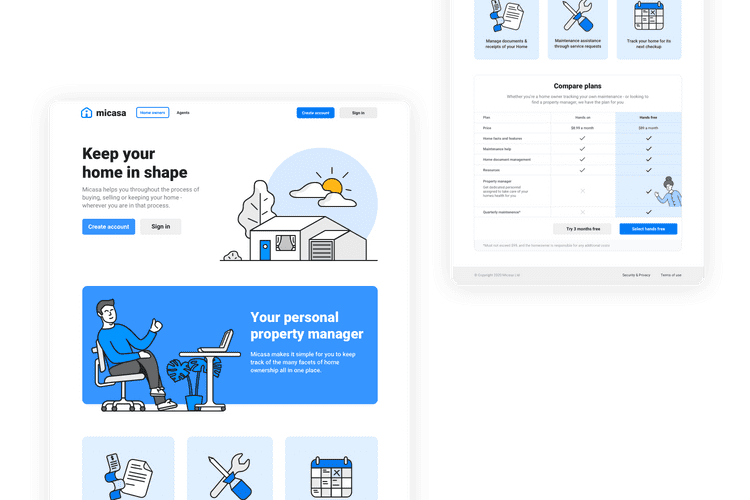 micasa
Home owners
Agents
Create account
Sign in
Keep your
home in shape
Micasa helps you throughout the process of
buying, selling or keeping your home -
wherever you are in that process.
Create account
Sign in
Your personal
property manager
Micasa makes it simple for you to keep
track of the many facets of home
ownership all in one place.
Manage documents &
receipts of your Home
Maintenance assistance
through service requests
Track your home for its
next checkup
Compare plans
Whether you're a home owner tracking your own maintenance - or looking to
find a property manager, we have the plan for you.
Plan
Hands on
Hands free
Price
$8.99 a month
$89 a month
Home facts and features
Maintenance help
Home document management
Resources
Property manager
Get dedicated personnel
assigned to take care of your
homes health for you.
Quarterly maintenance*
Try 3 months free
Select hands free
and the homeowner is responsible for any additional costs
© Copyright 2020 Micasa Ltd
Security & Privacy
Terms of use